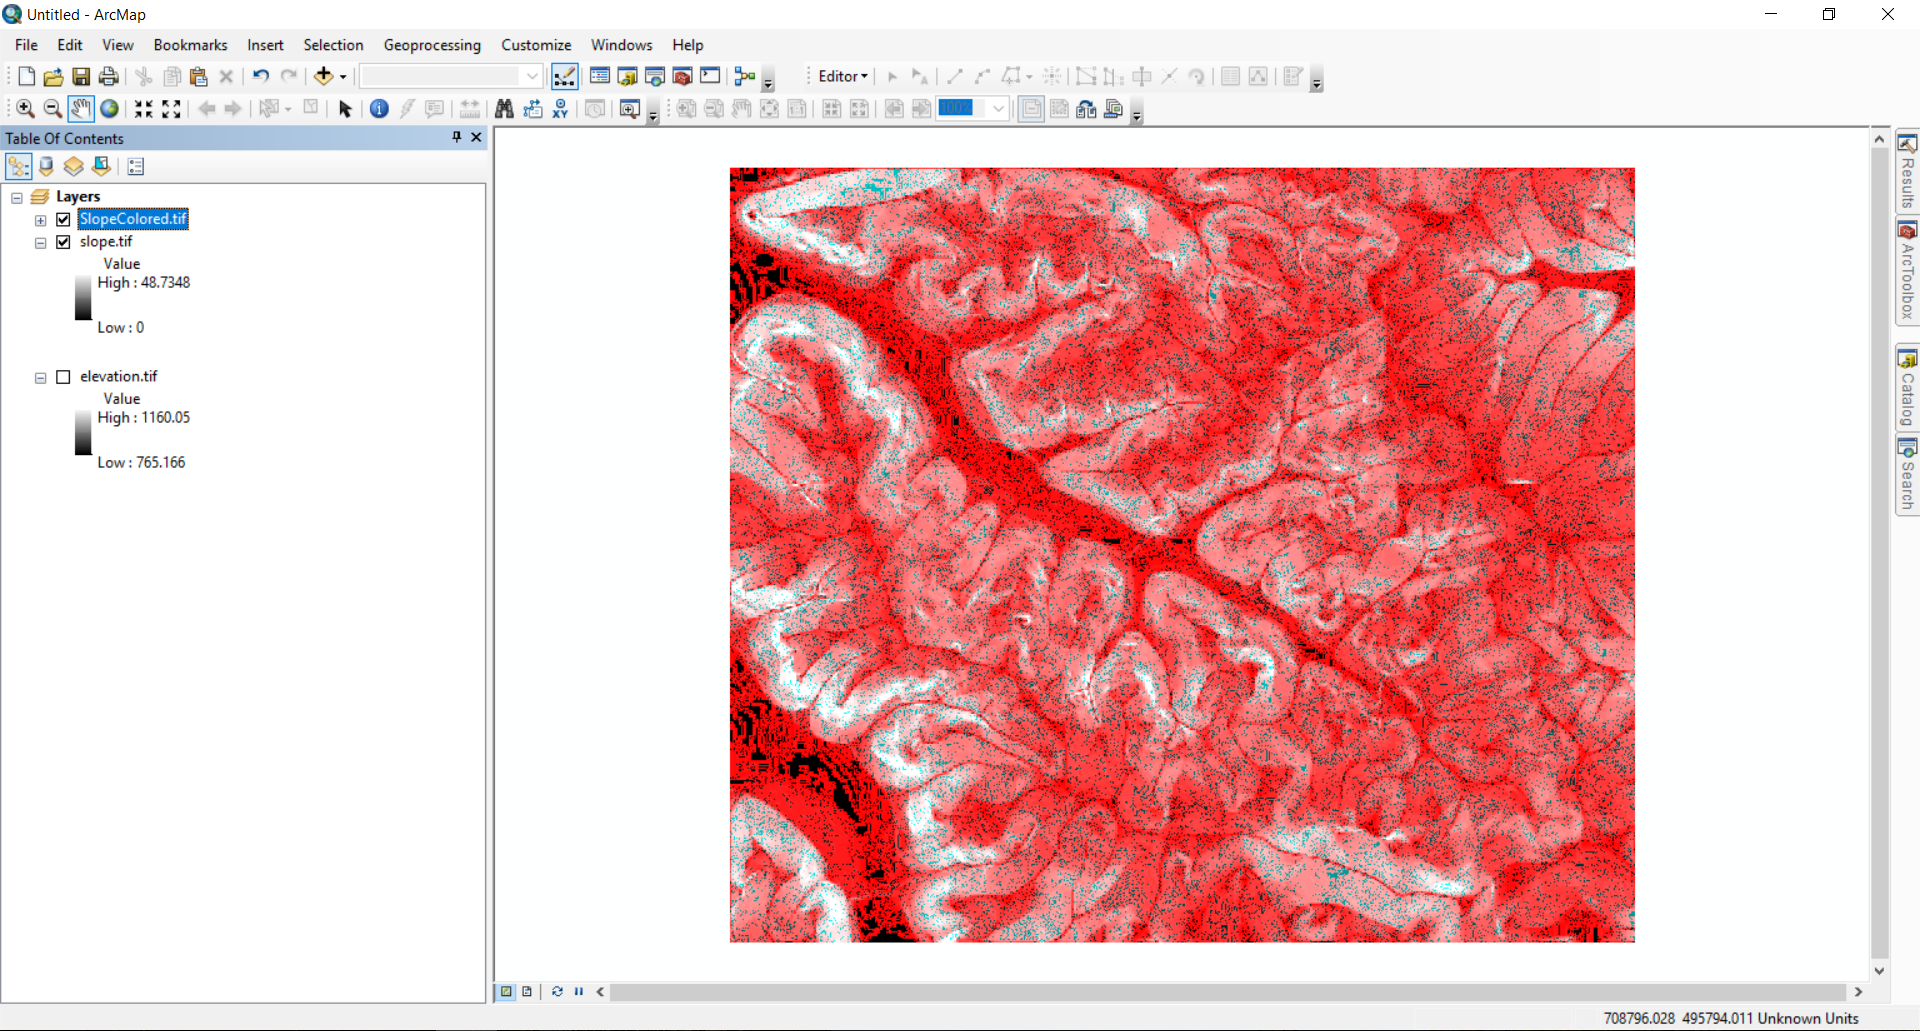 Untitled - ArcMap
File Edit View Bookmarks Insert Selection Geoprocessing Customize Windows Help
Editor
XY
100%
Table Of Contents
Layers
SlopeColored.tif
slope.tif
Value
High : 48.7348
Low : 0
elevation.tif
Value
High : 1160.05
Low : 765.166
Results
ArcToolbox
Catalog
Search
708796.028 495794.011 Unknown Units